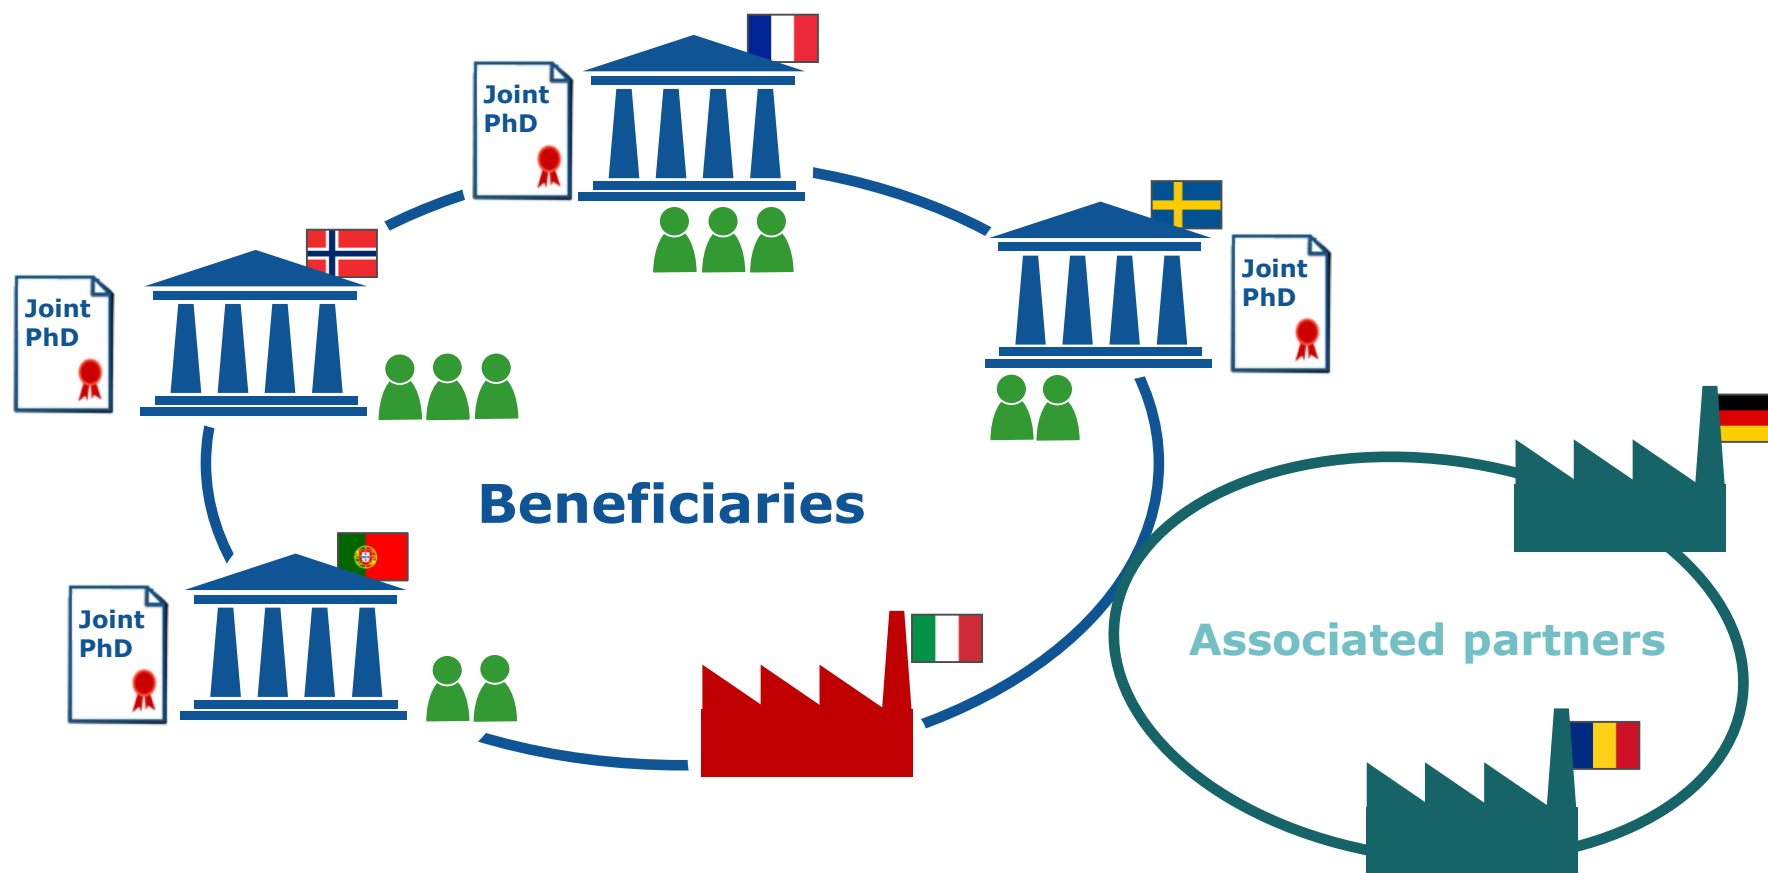 Joint
PhD
Joint
PhD
Joint
PhD
Beneficiaries
Joint
PhD
Associated partners